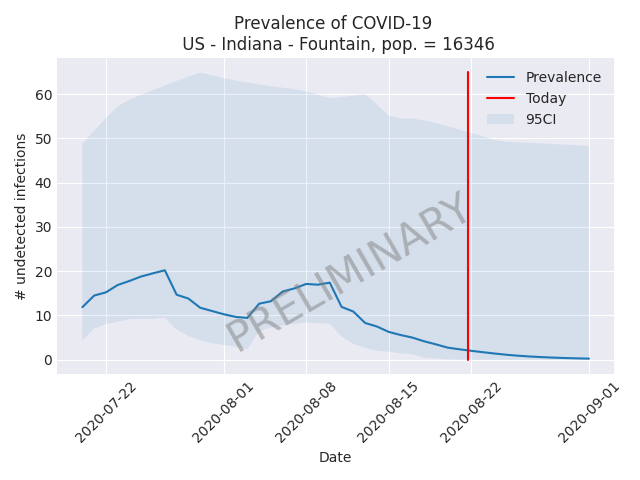 Prevalence of COVID-19
US - Indiana - Fountain, pop. = 16346
Prevalence
Today
95CI
# undetected infections
60
50
40
30
20
10
0
PRELIMINARY
2020-07-22
2020-08-01
2020-08-08
2020-08-15
2020-08-22
2020-09-01
Date